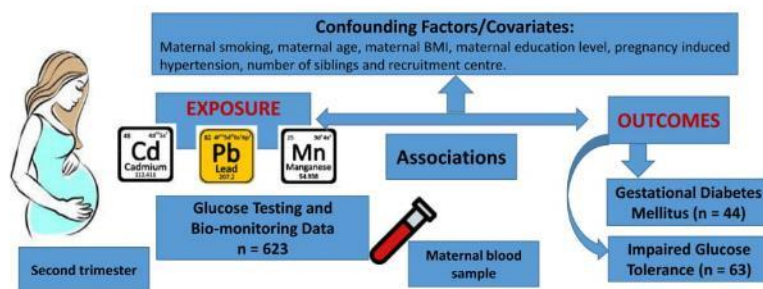 Confounding Factors/Covariates:
Maternal smoking, maternal age, maternal BMI, maternal education level, pregnancy induced
hypertension, number of siblings and recruitment centre.
EXPOSURE
48
Cd
Cadmium
112.411
82
Pb
Lead
207.2
25
Mn
Manganese
54.938
Associations
OUTCOMES
Gestational Diabetes
Mellitus (n = 44)
Impaired Glucose
Tolerance (n = 63)
Glucose Testing and
Bio-monitoring Data
n = 623
Maternal blood
sample
Second trimester